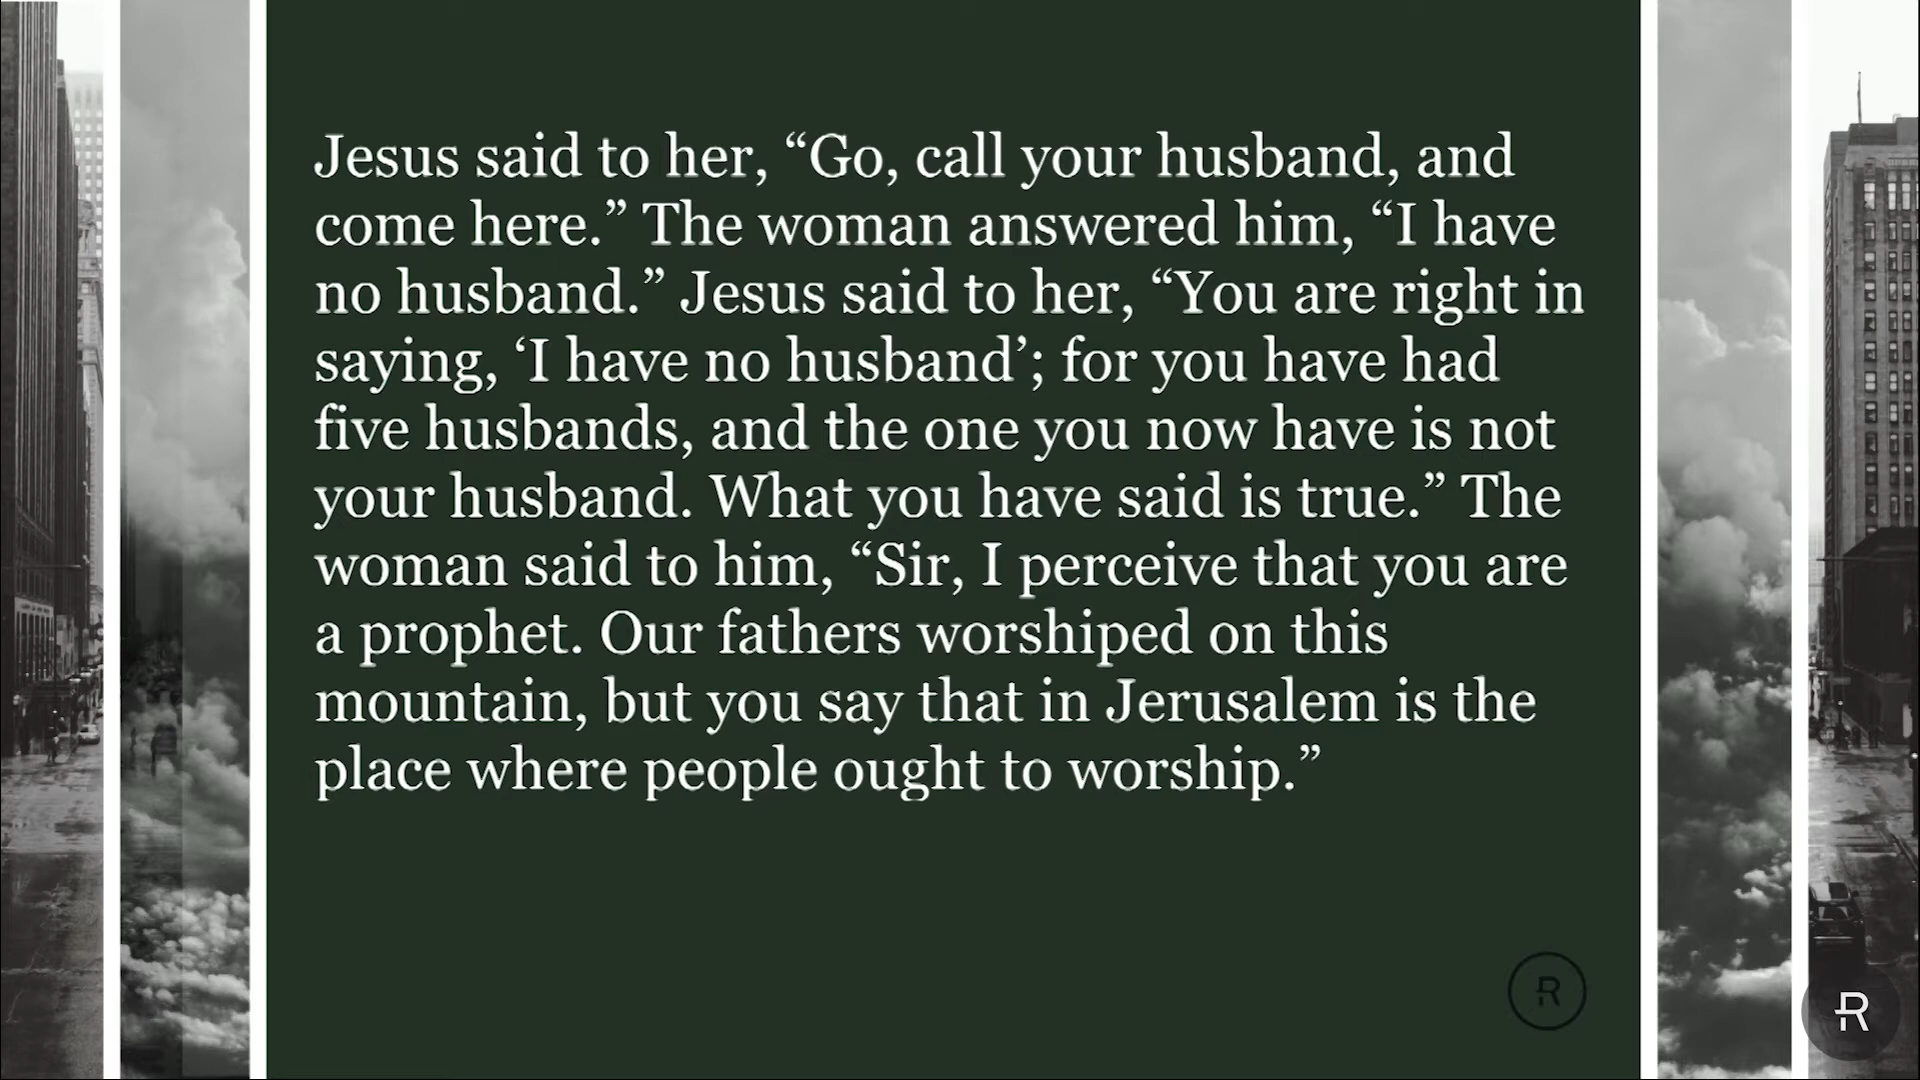 Jesus said to her, “Go, call your husband, and
come here.” The woman answered him, “I have
no husband.” Jesus said to her, “You are right in
saying, ‘I have no husband’; for you have had
five husbands, and the one you now have is not
your husband. What you have said is true.” The
woman said to him, “Sir, I perceive that you are
a prophet. Our fathers worshiped on this
mountain, but you say that in Jerusalem is the
place where people ought to worship.”
R
R